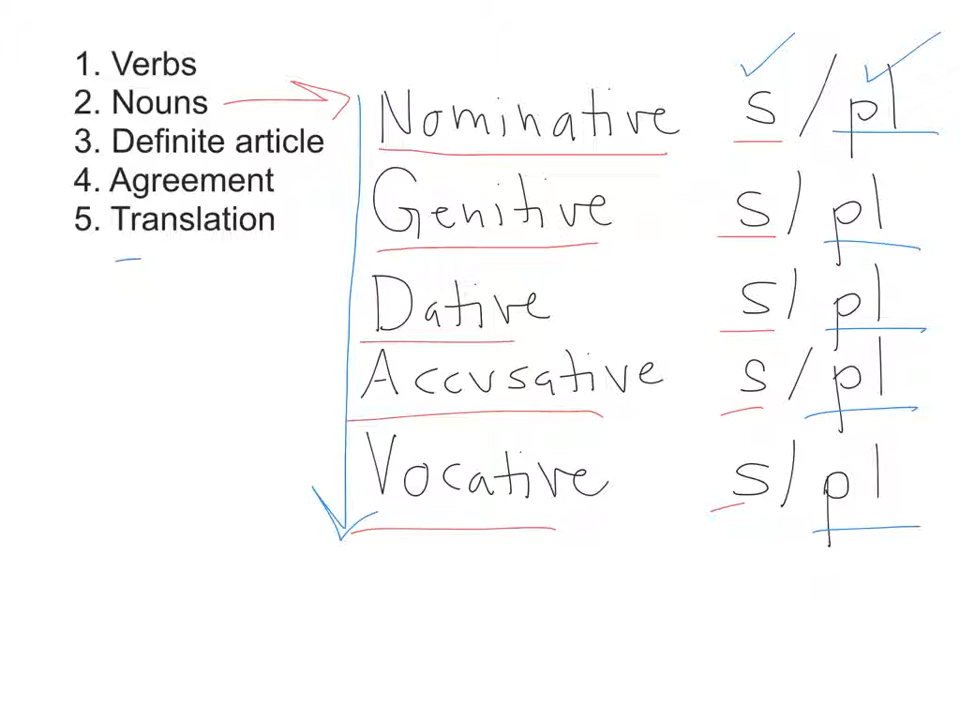 1. Verbs
2. Nouns
3. Definite article
4. Agreement
5. Translation
Nominative s / pl
Genitive s / pl
Dative s / pl
Accusative s / pl
Vocative s / pl